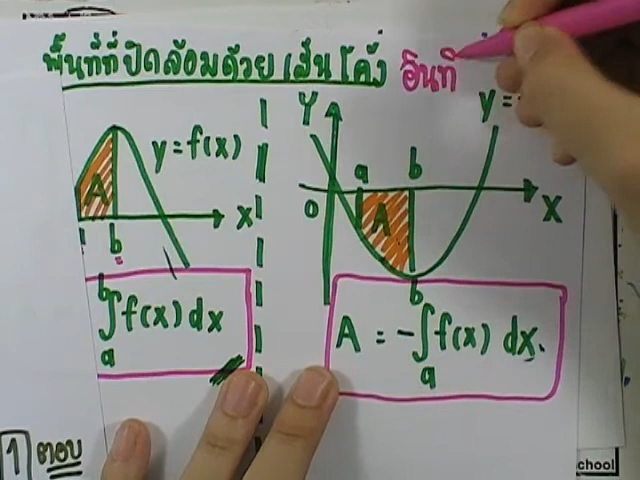 พื้นที่ที่ปิดล้อมด้วย เส้นโค้ง อินที
y = f(x)
A
X
b
∫ f(x) dx
b
a
Y
y =
a
b
A
0
X
A = -∫ f(x) dx.
b
a
1 ตอบ
chool